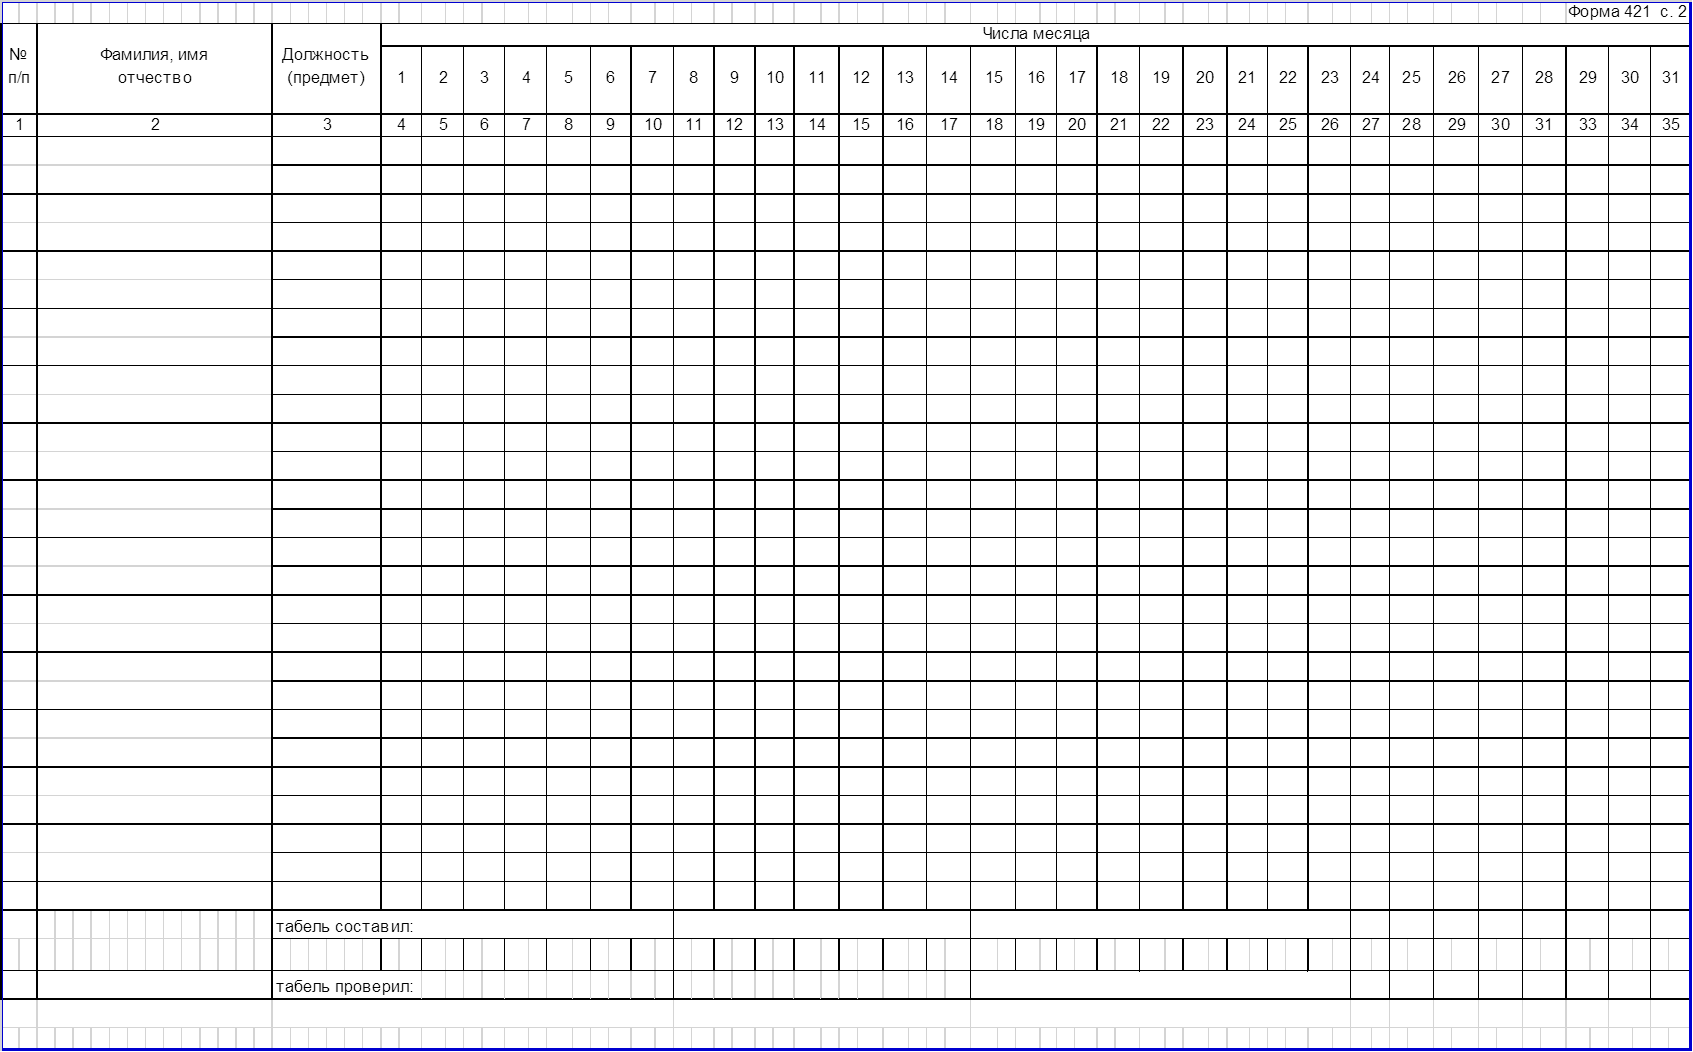 Форма 421 с. 2
Числа месяца
№ п/п
Фамилия, имя отчество
Должность (предмет)
1 2 3 4 5 6 7 8 9 10 11 12 13 14 15 16 17 18 19 20 21 22 23 24 25 26 27 28 29 30 31
1 2 3 4 5 6 7 8 9 10 11 12 13 14 15 16 17 18 19 20 21 22 23 24 25 26 27 28 29 30 31 33 34 35
табель составил:
табель проверил: